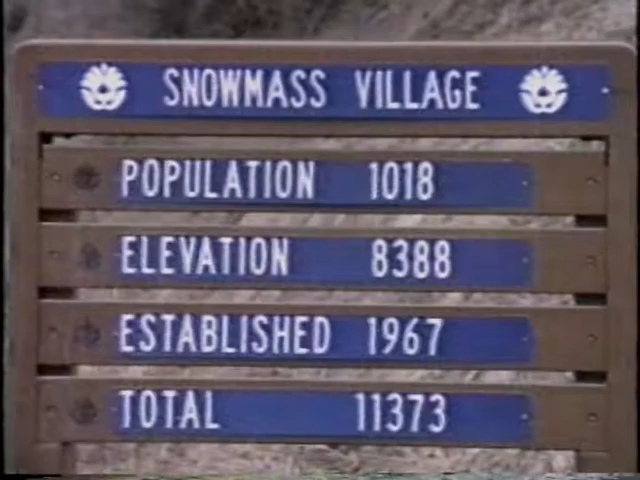 SNOWMASS VILLAGE
POPULATION 1018
ELEVATION 8388
ESTABLISHED 1967
TOTAL 11373